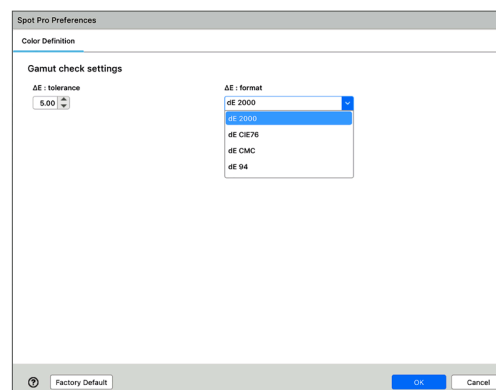 Spot Pro Preferences
Color Definition
Gamut check settings
ΔE : tolerance
ΔE : format
5.00
dE 2000
dE 2000
dE CIE76
dE CMC
dE 94
Factory Default
OK
Cancel